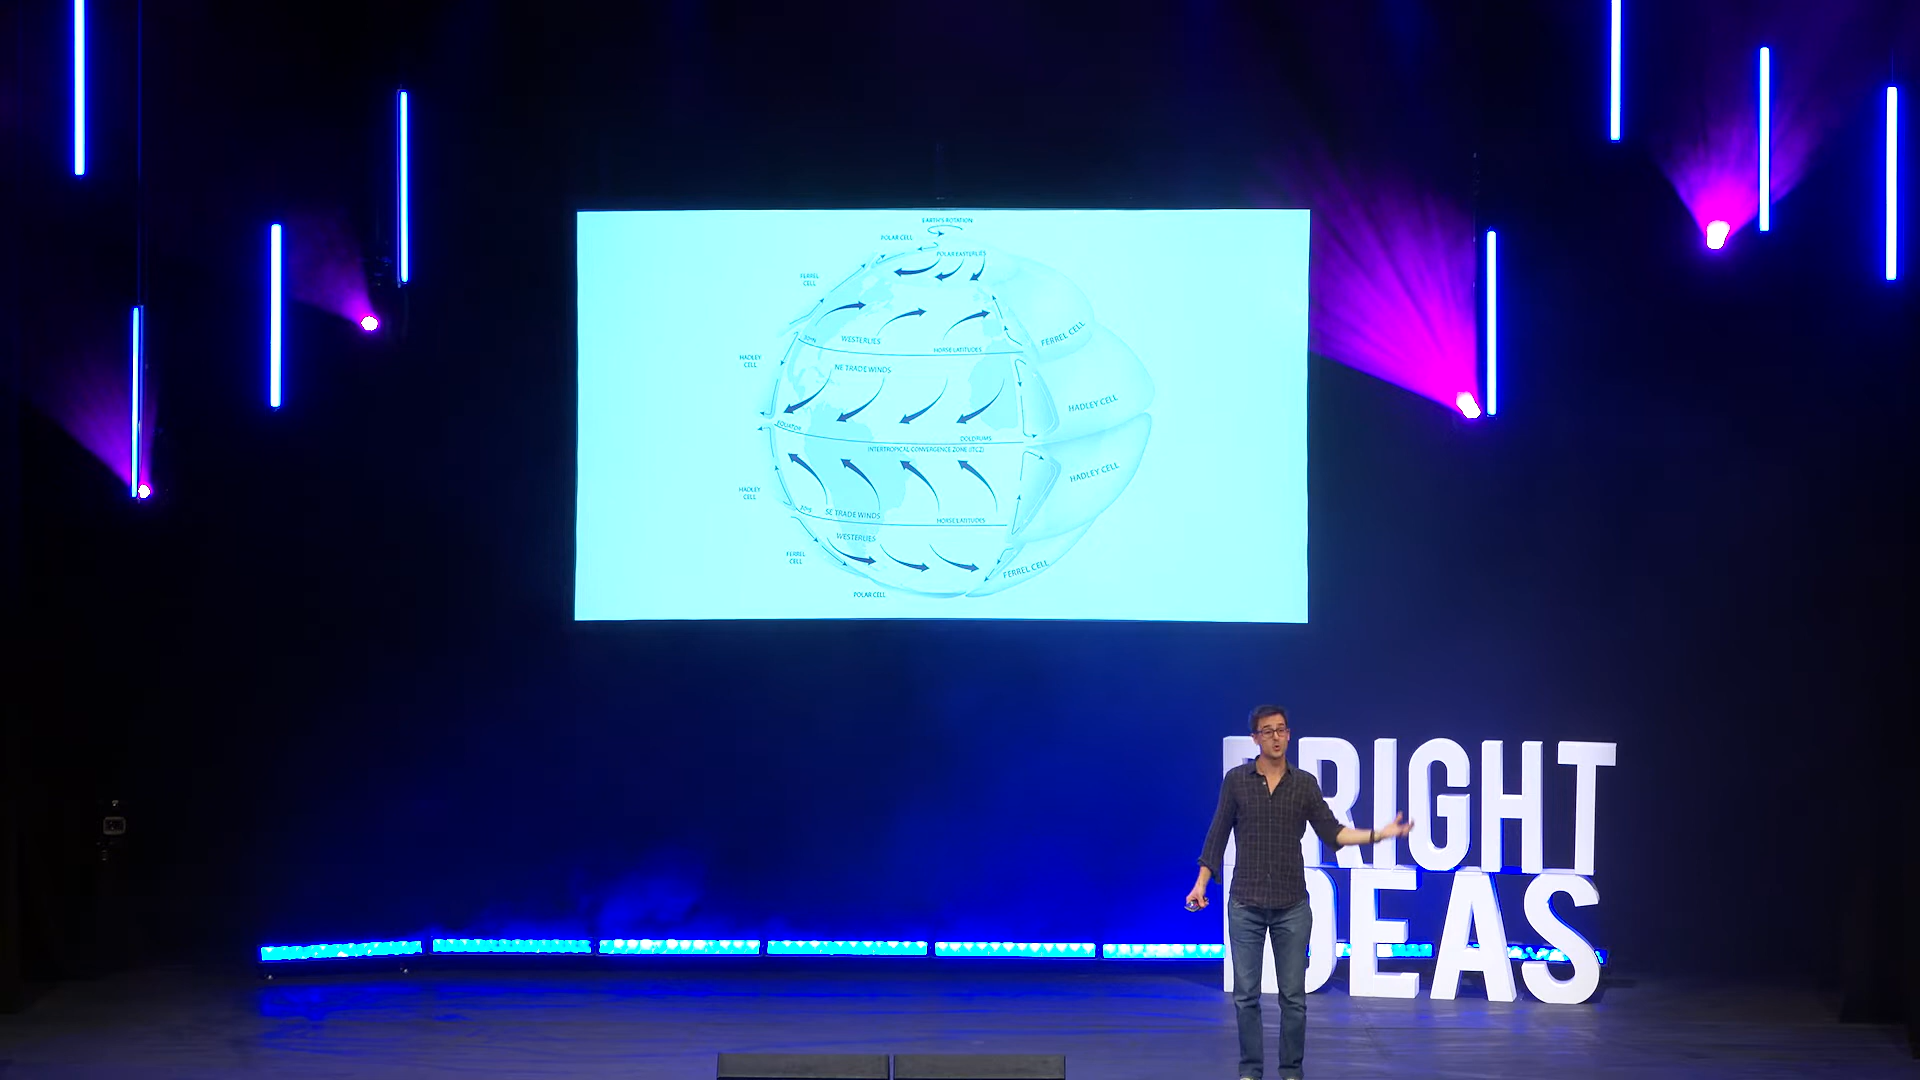 EARTH'S ROTATION
POLAR CELL
POLAR EASTERLIES
FERREL
CELL
FERREL CELL
30°N
WESTERLIES
HORSE LATITUDES
HADLEY
CELL
NE TRADE WINDS
HADLEY CELL
EQUATOR
DOLDRUMS
INTERTROPICAL CONVERGENCE ZONE (ITCZ)
HADLEY CELL
HADLEY
CELL
30°S
SE TRADE WINDS
HORSE LATITUDES
WESTERLIES
FERREL
CELL
FERREL CELL
POLAR CELL
BRIGHT
IDEAS